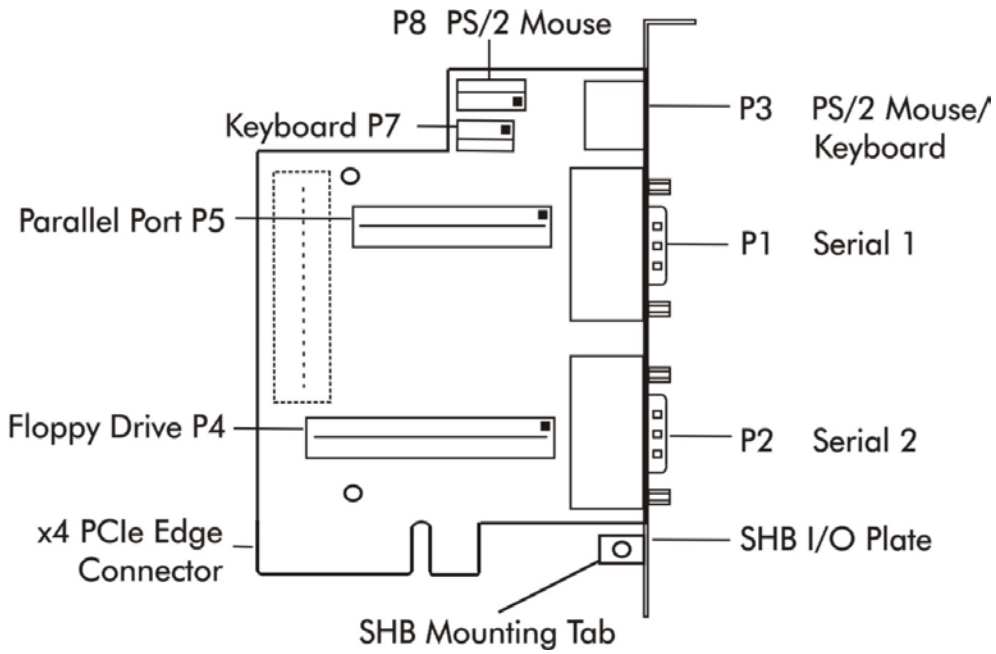 P8 PS/2 Mouse
P3 PS/2 Mouse/
Keyboard
Keyboard P7
Parallel Port P5
P1 Serial 1
Floppy Drive P4
P2 Serial 2
x4 PCIe Edge
Connector
SHB I/O Plate
SHB Mounting Tab